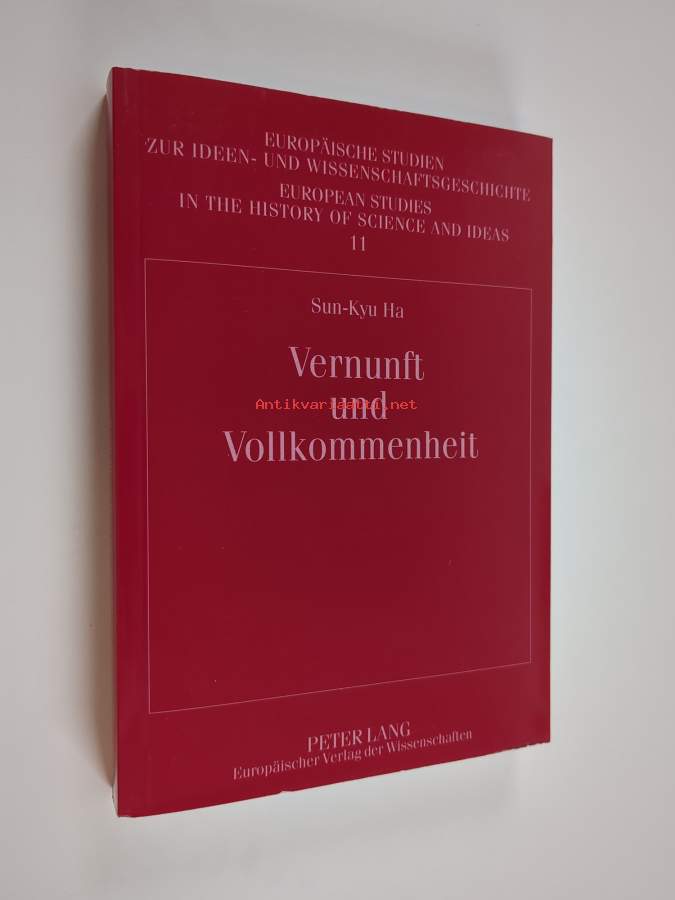 EUROPÄISCHE STUDIEN
ZUR IDEEN- UND WISSENSCHAFTSGESCHICHTE
EUROPEAN STUDIES
IN THE HISTORY OF SCIENCE AND IDEAS
11
Sun-Kyu Ha
Vernunft
und
Antikvariaatti.net
Vollkommenheit
PETER LANG
Europäischer Verlag der Wissenschaften